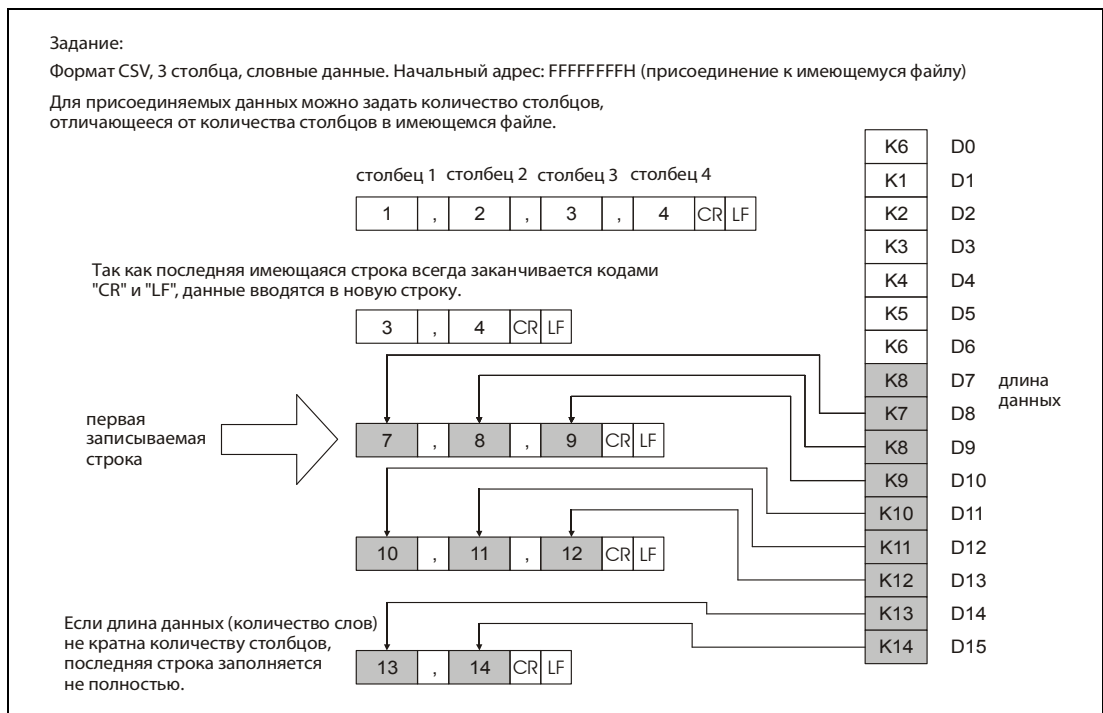 Задание:
Формат CSV, 3 столбца, словные данные. Начальный адрес: FFFFFFFFH (присоединение к имеющемуся файлу)
Для присоединяемых данных можно задать количество столбцов,
отличающееся от количества столбцов в имеющемся файле.
K6 D0
столбец 1 столбец 2 столбец 3 столбец 4
K1 D1
1 , 2 , 3 , 4 CR LF
K2 D2
K3 D3
Так как последняя имеющаяся строка всегда заканчивается кодами
"CR" и "LF", данные вводятся в новую строку.
K4 D4
K5 D5
3 , 4 CR LF
K6 D6
K8 D7 длина
данных
K7 D8
первая
записываемая
строка
7 , 8 , 9 CR LF
K8 D9
K9 D10
K10 D11
10 , 11 , 12 CR LF
K11 D12
K12 D13
K13 D14
Если длина данных (количество слов)
не кратна количеству столбцов,
последняя строка заполняется
не полностью.
13 , 14 CR LF
K14 D15